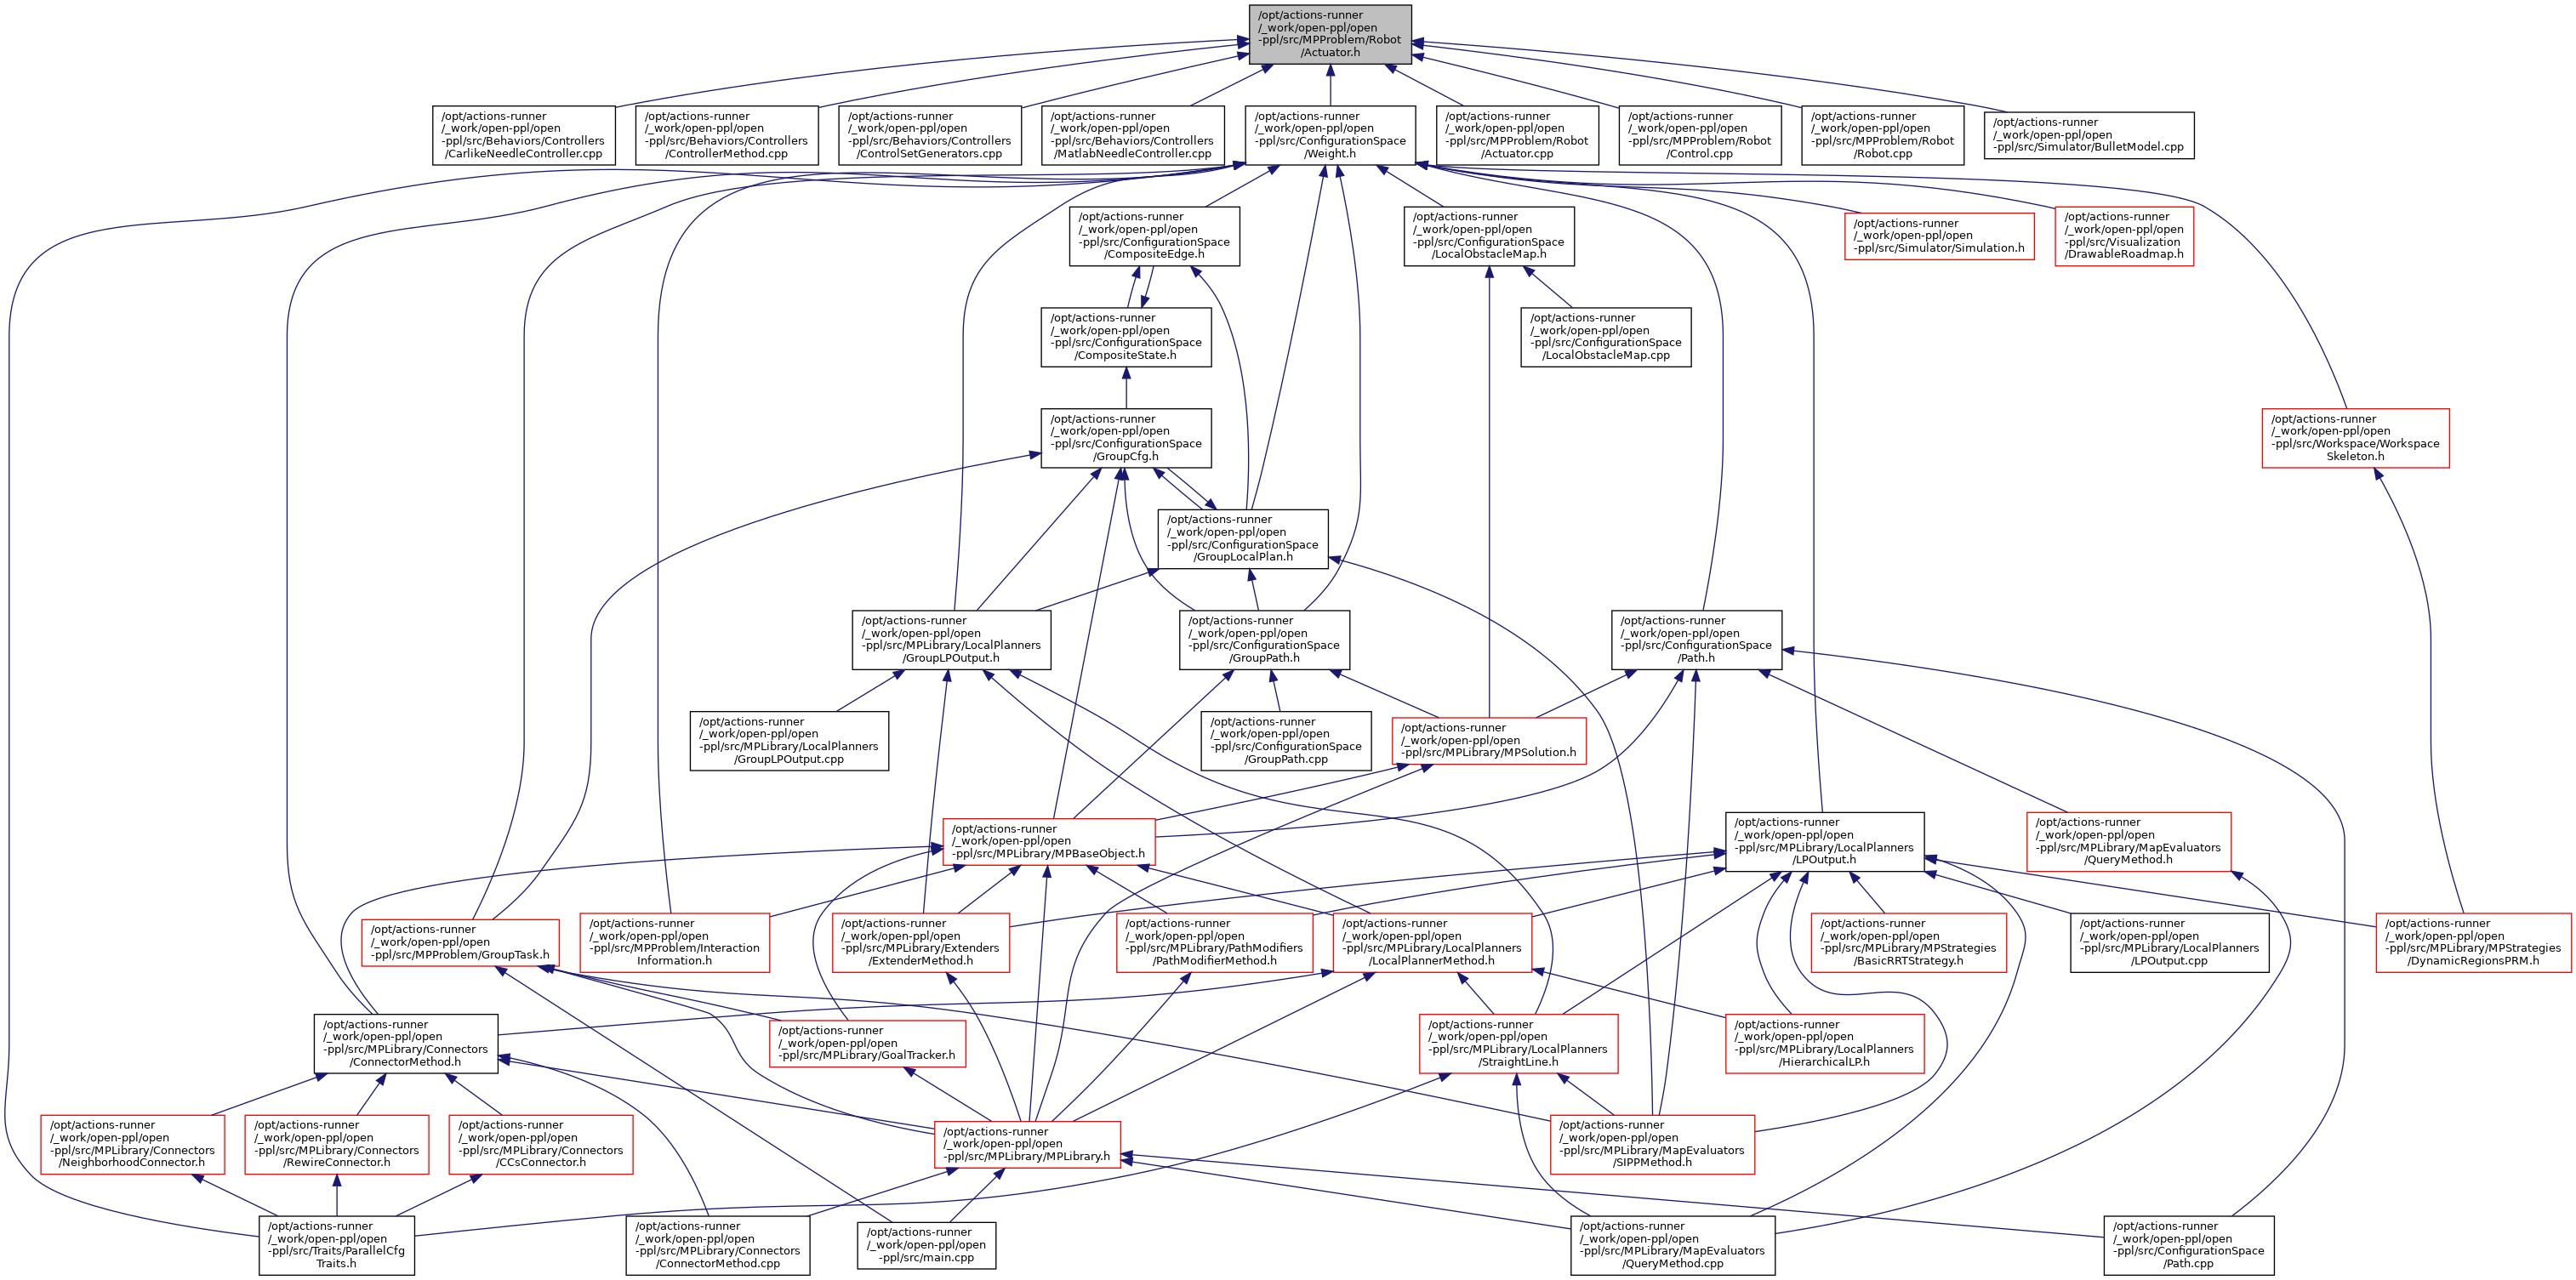 /opt/actions-runner
/_work/open-ppl/open
-ppl/src/MPProblem/Robot
/Actuator.h
/opt/actions-runner
/_work/open-ppl/open
-ppl/src/Behaviors/Controllers
/CarlikeNeedleController.cpp
/opt/actions-runner
/_work/open-ppl/open
-ppl/src/Behaviors/Controllers
/ControllerMethod.cpp
/opt/actions-runner
/_work/open-ppl/open
-ppl/src/Behaviors/Controllers
/ControlSetGenerators.cpp
/opt/actions-runner
/_work/open-ppl/open
-ppl/src/Behaviors/Controllers
/MatlabNeedleController.cpp
/opt/actions-runner
/_work/open-ppl/open
-ppl/src/ConfigurationSpace
/Weight.h
/opt/actions-runner
/_work/open-ppl/open
-ppl/src/MPProblem/Robot
/Actuator.cpp
/opt/actions-runner
/_work/open-ppl/open
-ppl/src/MPProblem/Robot
/Control.cpp
/opt/actions-runner
/_work/open-ppl/open
-ppl/src/MPProblem/Robot
/Robot.cpp
/opt/actions-runner
/_work/open-ppl/open
-ppl/src/Simulator/BulletModel.cpp
/opt/actions-runner
/_work/open-ppl/open
-ppl/src/ConfigurationSpace
/CompositeEdge.h
/opt/actions-runner
/_work/open-ppl/open
-ppl/src/ConfigurationSpace
/LocalObstacleMap.h
/opt/actions-runner
/_work/open-ppl/open
-ppl/src/Simulator/Simulation.h
/opt/actions-runner
/_work/open-ppl/open
-ppl/src/Visualization
/DrawableRoadmap.h
/opt/actions-runner
/_work/open-ppl/open
-ppl/src/ConfigurationSpace
/CompositeState.h
/opt/actions-runner
/_work/open-ppl/open
-ppl/src/ConfigurationSpace
/LocalObstacleMap.cpp
/opt/actions-runner
/_work/open-ppl/open
-ppl/src/ConfigurationSpace
/GroupCfg.h
/opt/actions-runner
/_work/open-ppl/open
-ppl/src/Workspace/Workspace
Skeleton.h
/opt/actions-runner
/_work/open-ppl/open
-ppl/src/ConfigurationSpace
/GroupLocalPlan.h
/opt/actions-runner
/_work/open-ppl/open
-ppl/src/MPLibrary/LocalPlanners
/GroupLPOutput.h
/opt/actions-runner
/_work/open-ppl/open
-ppl/src/ConfigurationSpace
/GroupPath.h
/opt/actions-runner
/_work/open-ppl/open
-ppl/src/ConfigurationSpace
/Path.h
/opt/actions-runner
/_work/open-ppl/open
-ppl/src/MPLibrary/LocalPlanners
/GroupLPOutput.cpp
/opt/actions-runner
/_work/open-ppl/open
-ppl/src/ConfigurationSpace
/GroupPath.cpp
/opt/actions-runner
/_work/open-ppl/open
-ppl/src/MPLibrary/MPSolution.h
/opt/actions-runner
/_work/open-ppl/open
-ppl/src/MPLibrary/MPBaseObject.h
/opt/actions-runner
/_work/open-ppl/open
-ppl/src/MPLibrary/LocalPlanners
/LPOutput.h
/opt/actions-runner
/_work/open-ppl/open
-ppl/src/MPLibrary/MapEvaluators
/QueryMethod.h
/opt/actions-runner
/_work/open-ppl/open
-ppl/src/MPProblem/GroupTask.h
/opt/actions-runner
/_work/open-ppl/open
-ppl/src/MPProblem/Interaction
Information.h
/opt/actions-runner
/_work/open-ppl/open
-ppl/src/MPLibrary/Extenders
/ExtenderMethod.h
/opt/actions-runner
/_work/open-ppl/open
-ppl/src/MPLibrary/PathModifiers
/PathModifierMethod.h
/opt/actions-runner
/_work/open-ppl/open
-ppl/src/MPLibrary/LocalPlanners
/LocalPlannerMethod.h
/opt/actions-runner
/_work/open-ppl/open
-ppl/src/MPLibrary/MPStrategies
/BasicRRTStrategy.h
/opt/actions-runner
/_work/open-ppl/open
-ppl/src/MPLibrary/LocalPlanners
/LPOutput.cpp
/opt/actions-runner
/_work/open-ppl/open
-ppl/src/MPLibrary/MPStrategies
/DynamicRegionsPRM.h
/opt/actions-runner
/_work/open-ppl/open
-ppl/src/MPLibrary/Connectors
/ConnectorMethod.h
/opt/actions-runner
/_work/open-ppl/open
-ppl/src/MPLibrary/GoalTracker.h
/opt/actions-runner
/_work/open-ppl/open
-ppl/src/MPLibrary/LocalPlanners
/StraightLine.h
/opt/actions-runner
/_work/open-ppl/open
-ppl/src/MPLibrary/LocalPlanners
/HierarchicalLP.h
/opt/actions-runner
/_work/open-ppl/open
-ppl/src/MPLibrary/Connectors
/NeighborhoodConnector.h
/opt/actions-runner
/_work/open-ppl/open
-ppl/src/MPLibrary/Connectors
/RewireConnector.h
/opt/actions-runner
/_work/open-ppl/open
-ppl/src/MPLibrary/Connectors
/CCsConnector.h
/opt/actions-runner
/_work/open-ppl/open
-ppl/src/MPLibrary/MPLibrary.h
/opt/actions-runner
/_work/open-ppl/open
-ppl/src/MPLibrary/MapEvaluators
/SIPPMethod.h
/opt/actions-runner
/_work/open-ppl/open
-ppl/src/Traits/ParallelCfg
Traits.h
/opt/actions-runner
/_work/open-ppl/open
-ppl/src/MPLibrary/Connectors
/ConnectorMethod.cpp
/opt/actions-runner
/_work/open-ppl/open
-ppl/src/main.cpp
/opt/actions-runner
/_work/open-ppl/open
-ppl/src/MPLibrary/MapEvaluators
/QueryMethod.cpp
/opt/actions-runner
/_work/open-ppl/open
-ppl/src/ConfigurationSpace
/Path.cpp